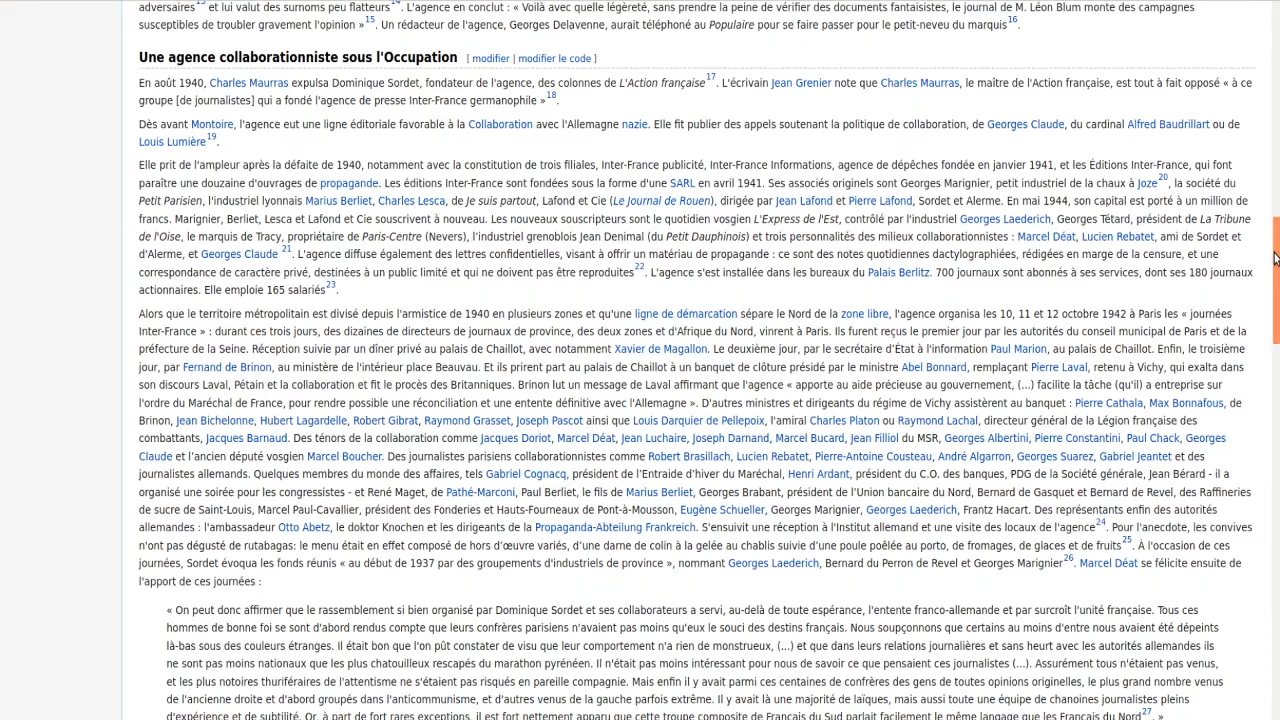 adversaires13 et lui valut des surnoms peu flatteurs14. L'agence en conclut : « Voilà avec quelle légèreté, sans prendre la peine de vérifier des documents fantaisistes, le journal de M. Léon Blum monte des campagnes
susceptibles de troubler gravement l'opinion »15. Un rédacteur de l'agence, Georges Delavenne, aurait téléphoné au Populaire pour se faire passer pour le petit-neveu du marquis16.
Une agence collaborationniste sous l'Occupation [ modifier | modifier le code ]
En août 1940, Charles Maurras expulsa Dominique Sordet, fondateur de l'agence, des colonnes de L'Action française17. L'écrivain Jean Grenier note que Charles Maurras, le maître de l'Action française, est tout à fait opposé « à ce
groupe [de journalistes] qui a fondé l'agence de presse Inter-France germanophile »18.
Dès avant Montoire, l'agence eut une ligne éditoriale favorable à la Collaboration avec l'Allemagne nazie. Elle fit publier des appels soutenant la politique de collaboration, de Georges Claude, du cardinal Alfred Baudrillart ou de
Louis Lumière19.
Elle prit de l'ampleur après la défaite de 1940, notamment avec la constitution de trois filiales, Inter-France publicité, Inter-France Informations, agence de dépêches fondée en janvier 1941, et les Éditions Inter-France, qui font
paraître une douzaine d'ouvrages de propagande. Les éditions Inter-France sont fondées sous la forme d'une SARL en avril 1941. Ses associés originels sont Georges Marignier, petit industriel de la chaux à Joze20, la société du
Petit Parisien, l'industriel lyonnais Marius Berliet, Charles Lesca, de Je suis partout, Lafond et Cie (Le Journal de Rouen), dirigée par Jean Lafond et Pierre Lafond, Sordet et Alerme. En mai 1944, son capital est porté à un million de
francs. Marignier, Berliet, Lesca et Lafond et Cie souscrivent à nouveau. Les nouveaux souscripteurs sont le quotidien vosgien L'Express de l'Est, contrôlé par l'industriel Georges Laederich, Georges Tétard, président de La Tribune
de l'Oise, le marquis de Tracy, propriétaire de Paris-Centre (Nevers), l'industriel grenoblois Jean Denimal (du Petit Dauphinois) et trois personnalités des milieux collaborationnistes : Marcel Déat, Lucien Rebatet, ami de Sordet et
d'Alerme, et Georges Claude 21. L'agence diffuse également des lettres confidentielles, visant à offrir un matériau de propagande : ce sont des notes quotidiennes dactylographiées, rédigées en marge de la censure, et une
correspondance de caractère privé, destinées à un public limité et qui ne doivent pas être reproduites22. L'agence s'est installée dans les bureaux du Palais Berlitz. 700 journaux sont abonnés à ses services, dont ses 180 journaux
actionnaires. Elle emploie 165 salariés23.
Alors que le territoire métropolitain est divisé depuis l'armistice de 1940 en plusieurs zones et qu'une ligne de démarcation sépare le Nord de la zone libre, l'agence organisa les 10, 11 et 12 octobre 1942 à Paris les « journées
Inter-France » : durant ces trois jours, des dizaines de directeurs de journaux de province, des deux zones et d'Afrique du Nord, vinrent à Paris. Ils furent reçus le premier jour par les autorités du conseil municipal de Paris et de la
préfecture de la Seine. Réception suivie par un dîner privé au palais de Chaillot, avec notamment Xavier de Magallon. Le deuxième jour, par le secrétaire d'État à l'information Paul Marion, au palais de Chaillot. Enfin, le troisième
jour, par Fernand de Brinon, au ministère de l'intérieur place Beauvau. Et ils prirent part au palais de Chaillot à un banquet de clôture présidé par le ministre Abel Bonnard, remplaçant Pierre Laval, retenu à Vichy, qui exalta dans
son discours Laval, Pétain et la collaboration et fit le procès des Britanniques. Brinon lut un message de Laval affirmant que l'agence « apporte au aide précieuse au gouvernement, (...) facilite la tâche (qu'il) a entreprise sur
l'ordre du Maréchal de France, pour rendre possible une réconciliation et une entente définitive avec l'Allemagne ». D'autres ministres et dirigeants du régime de Vichy assistèrent au banquet : Pierre Cathala, Max Bonnafous, de
Brinon, Jean Bichelonne, Hubert Lagardelle, Robert Gibrat, Raymond Grasset, Joseph Pascot ainsi que Louis Darquier de Pellepoix, l'amiral Charles Platon ou Raymond Lachal, directeur général de la Légion française des
combattants, Jacques Barnaud. Des ténors de la collaboration comme Jacques Doriot, Marcel Déat, Jean Luchaire, Joseph Darnand, Marcel Bucard, Jean Filliol du MSR, Georges Albertini, Pierre Constantini, Paul Chack, Georges
Claude et l'ancien député vosgien Marcel Boucher. Des journalistes parisiens collaborationnistes comme Robert Brasillach, Lucien Rebatet, Pierre-Antoine Cousteau, André Algarron, Georges Suarez, Gabriel Jeantet et des
journalistes allemands. Quelques membres du monde des affaires, tels Gabriel Cognacq, président de l'Entraide d'hiver du Maréchal, Henri Ardant, président du C.O. des banques, PDG de la Société générale, Jean Bérard - il a
organisé une soirée pour les congressistes - et René Maget, de Pathé-Marconi, Paul Berliet, le fils de Marius Berliet, Georges Brabant, président de l'Union bancaire du Nord, Bernard de Gasquet et Bernard de Revel, des Raffineries
de sucre de Saint-Louis, Marcel Paul-Cavallier, président des Fonderies et Hauts-Fourneaux de Pont-à-Mousson, Eugène Schueller, Georges Marignier, Georges Laederich, Frantz Hacart. Des représentants enfin des autorités
allemandes : l'ambassadeur Otto Abetz, le doktor Knochen et les dirigeants de la Propaganda-Abteilung Frankreich. S'ensuivit une réception à l'Institut allemand et une visite des locaux de l'agence24. Pour l'anecdote, les convives
n'ont pas dégusté de rutabagas: le menu était en effet composé de hors d'œuvre variés, d'une darne de colin à la gelée au chablis suivie d'une poule poêlée au porto, de fromages, de glaces et de fruits25. À l'occasion de ces
journées, Sordet évoqua les fonds réunis « au début de 1937 par des groupements d'industriels de province », nommant Georges Laederich, Bernard du Perron de Revel et Georges Marignier26. Marcel Déat se félicite ensuite de
l'apport de ces journées :
« On peut donc affirmer que le rassemblement si bien organisé par Dominique Sordet et ses collaborateurs a servi, au-delà de toute espérance, l'entente franco-allemande et par surcroît l'unité française. Tous ces
hommes de bonne foi se sont d'abord rendus compte que leurs confrères parisiens n'avaient pas moins qu'eux le souci des destins français. Nous soupçonnons que certains au moins d'entre nous avaient été dépeints
là-bas sous des couleurs étranges. Il était bon que l'on pût constater de visu que leur comportement n'a rien de monstrueux, (...) et que dans leurs relations journalières et sans heurt avec les autorités allemandes ils
ne sont pas moins nationaux que les plus chatouilleux rescapés du marathon pyrénéen. Il n'était pas moins intéressant pour nous de savoir ce que pensaient ces journalistes (...). Assurément tous n'étaient pas venus,
et les plus notoires thuriféraires de l'attentisme ne s'étaient pas risqués en pareille compagnie. Mais enfin il y avait parmi ces centaines de confrères des gens de toutes opinions originelles, le plus grand nombre venus
de l'ancienne droite et d'abord groupés dans l'anticommunisme, et d'autres venus de la gauche parfois extrême. Il y avait là une majorité de laïques, mais aussi toute une équipe de chanoines journalistes pleins
d'expérience et de subtilité. Or, à part de fort rares exceptions, il est fort nettement apparu que cette troupe composite de Français du Sud parlait facilement le même langage que les Français du Nord27. »